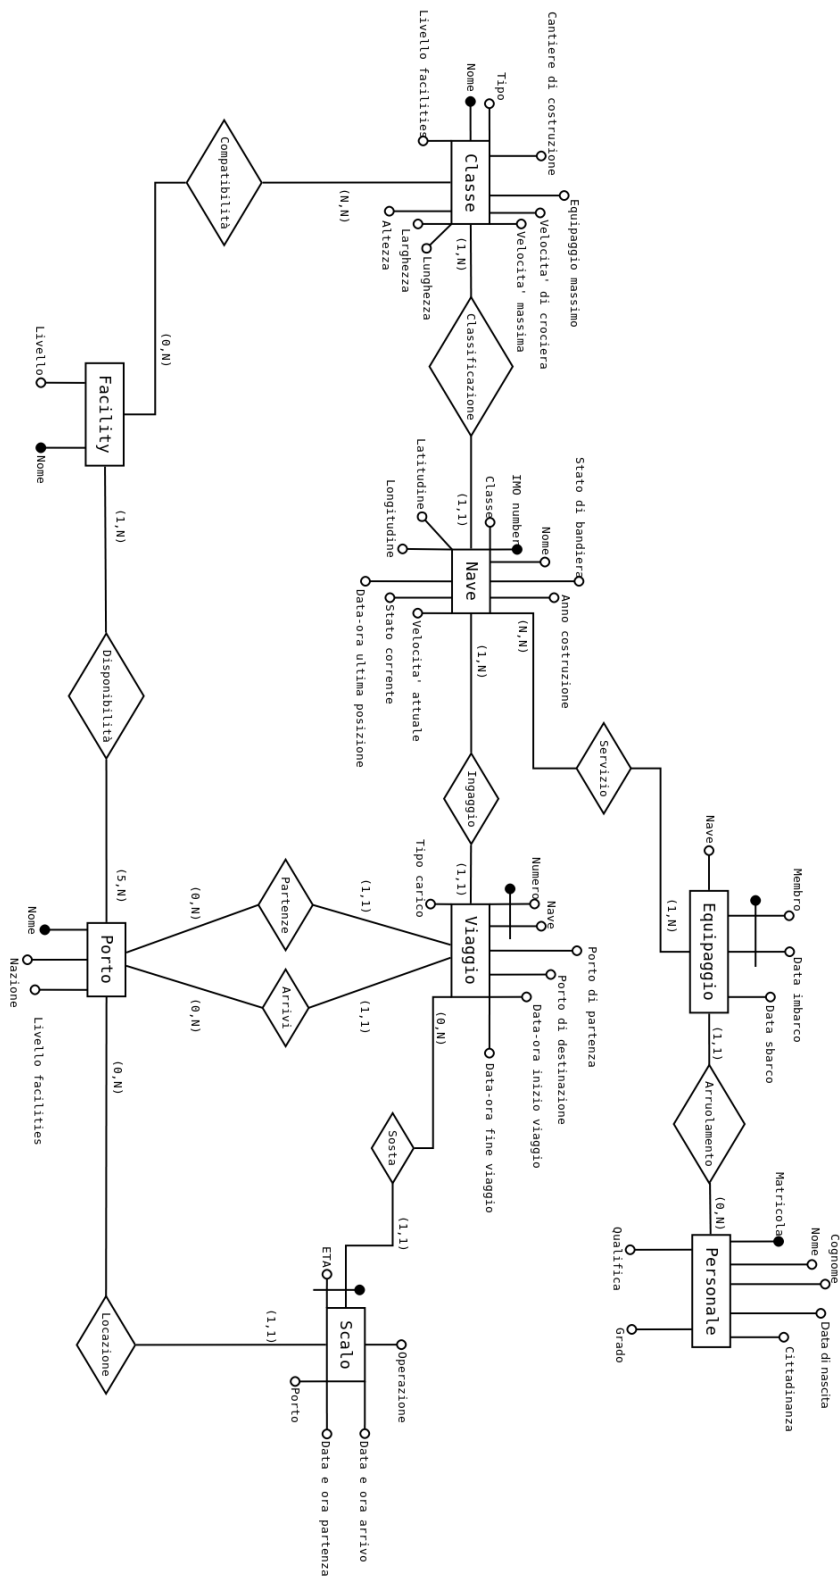 Cantiere di costruzione
Tipo
Nome
Livello facilities
Classe
Equipaggio massimo
Velocita' di crociera
Velocita' massima
Lunghezza
Larghezza
Altezza
(1,N)
(N,N)
Compatibilità
(0,N)
Classificazione
(1,1)
Livello
Facility
Nome
(1,N)
Disponibilità
(5,N)
Stato di bandiera
Nome
IMO number
Classe
Latitudine
Longitudine
Nave
Anno costruzione
Velocita' attuale
Stato corrente
Data-ora ultima posizione
(N,N)
(1,N)
Servizio
Ingaggio
(1,1)
(1,N)
Nave
Membro
Equipaggio
Data imbarco
Data sbarco
(1,1)
Arruolamento
(0,N)
Tipo carico
Numero
Nave
Viaggio
Porto di partenza
Porto di destinazione
Data-ora inizio viaggio
Data-ora fine viaggio
(1,1)
Partenze
(0,N)
(1,1)
Arrivi
(0,N)
Nome
Porto
Nazione
Livello facilities
(0,N)
(0,N)
Sosta
(1,1)
Matricola
Nome
Cognome
Personale
Data di nascita
Cittadinanza
Qualifica
Grado
ETA
Scalo
Operazione
Porto
Data e ora arrivo
Data e ora partenza
(1,1)
Locazione